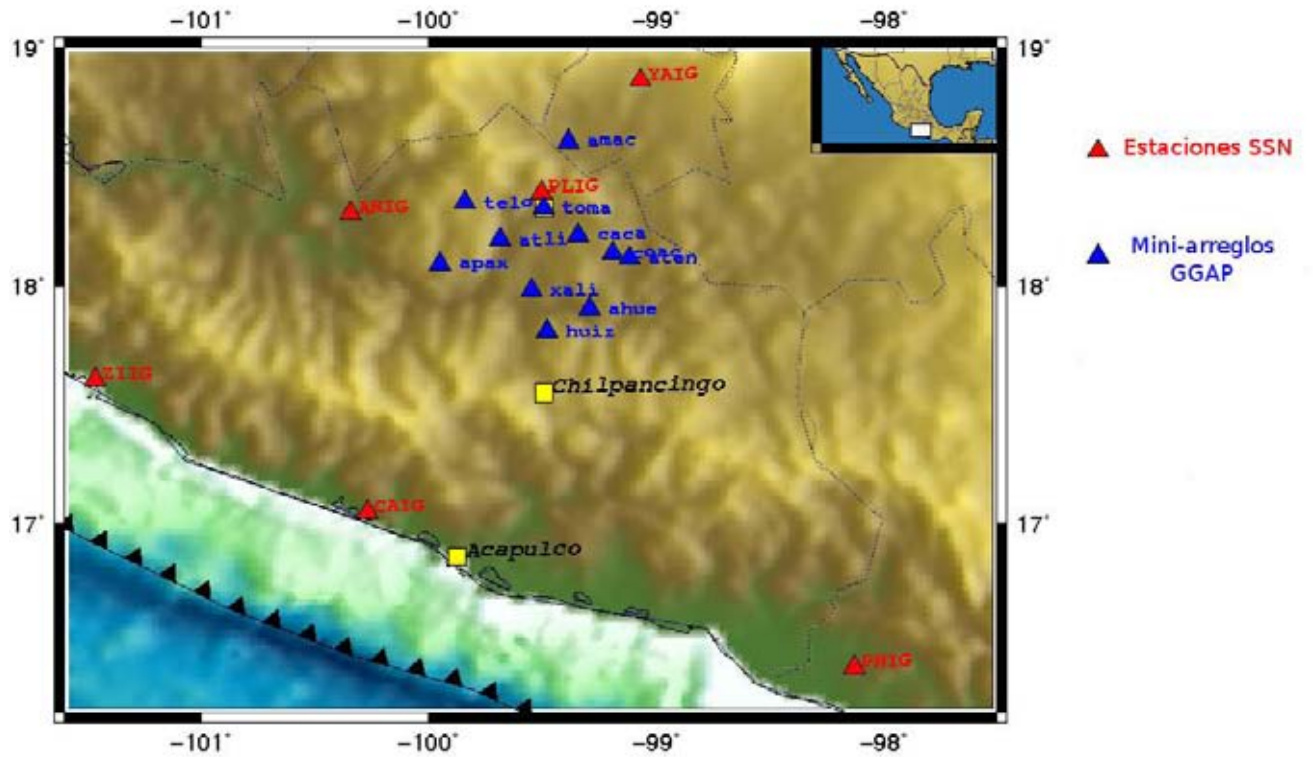 -101° -100° -99° -98°
19° 19°
YAIG
amac
Estaciones SSN
PLIG
telo toma
ARIG
atli caca
Mini-arreglos
GGAP
aten
apax
18° 18°
xali
ahue
huiz
ZIIG
Chilpancingo
CAIG
17° 17°
Acapulco
-101° -100° -99° -98°